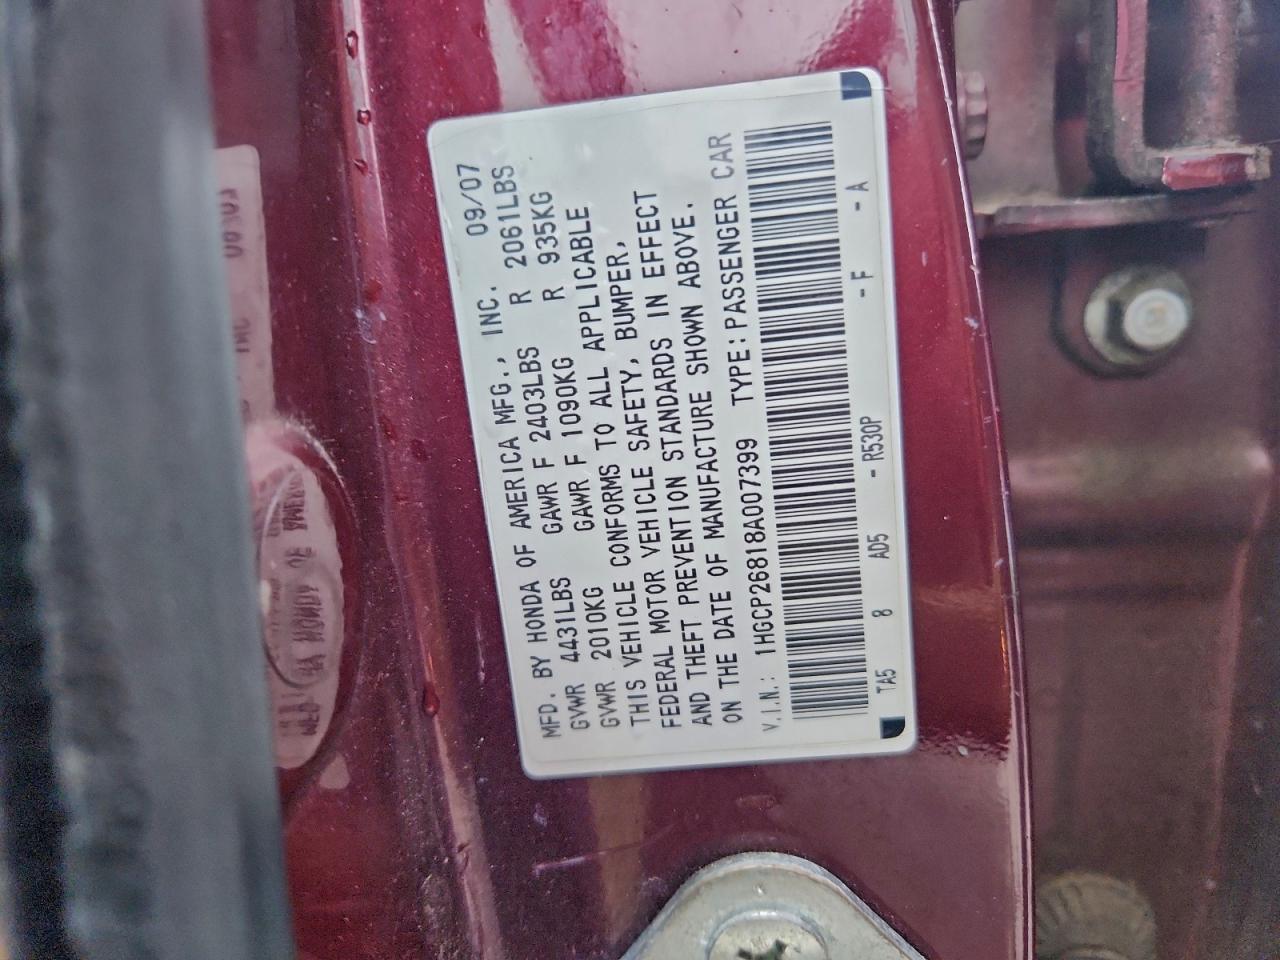 MFD. BY HONDA OF AMERICA MFG., INC. 09/07
GVWR 4431LBS GAWR F 2403LBS R 2061LBS
GVWR 2010KG GAWR F 1090KG R 935KG
THIS VEHICLE CONFORMS TO ALL APPLICABLE
FEDERAL MOTOR VEHICLE SAFETY, BUMPER,
AND THEFT PREVENTION STANDARDS IN EFFECT
ON THE DATE OF MANUFACTURE SHOWN ABOVE.
V.I.N.: 1HGCP26818A007399 TYPE: PASSENGER CAR
TA5 8 AD5 - R530P - F - A